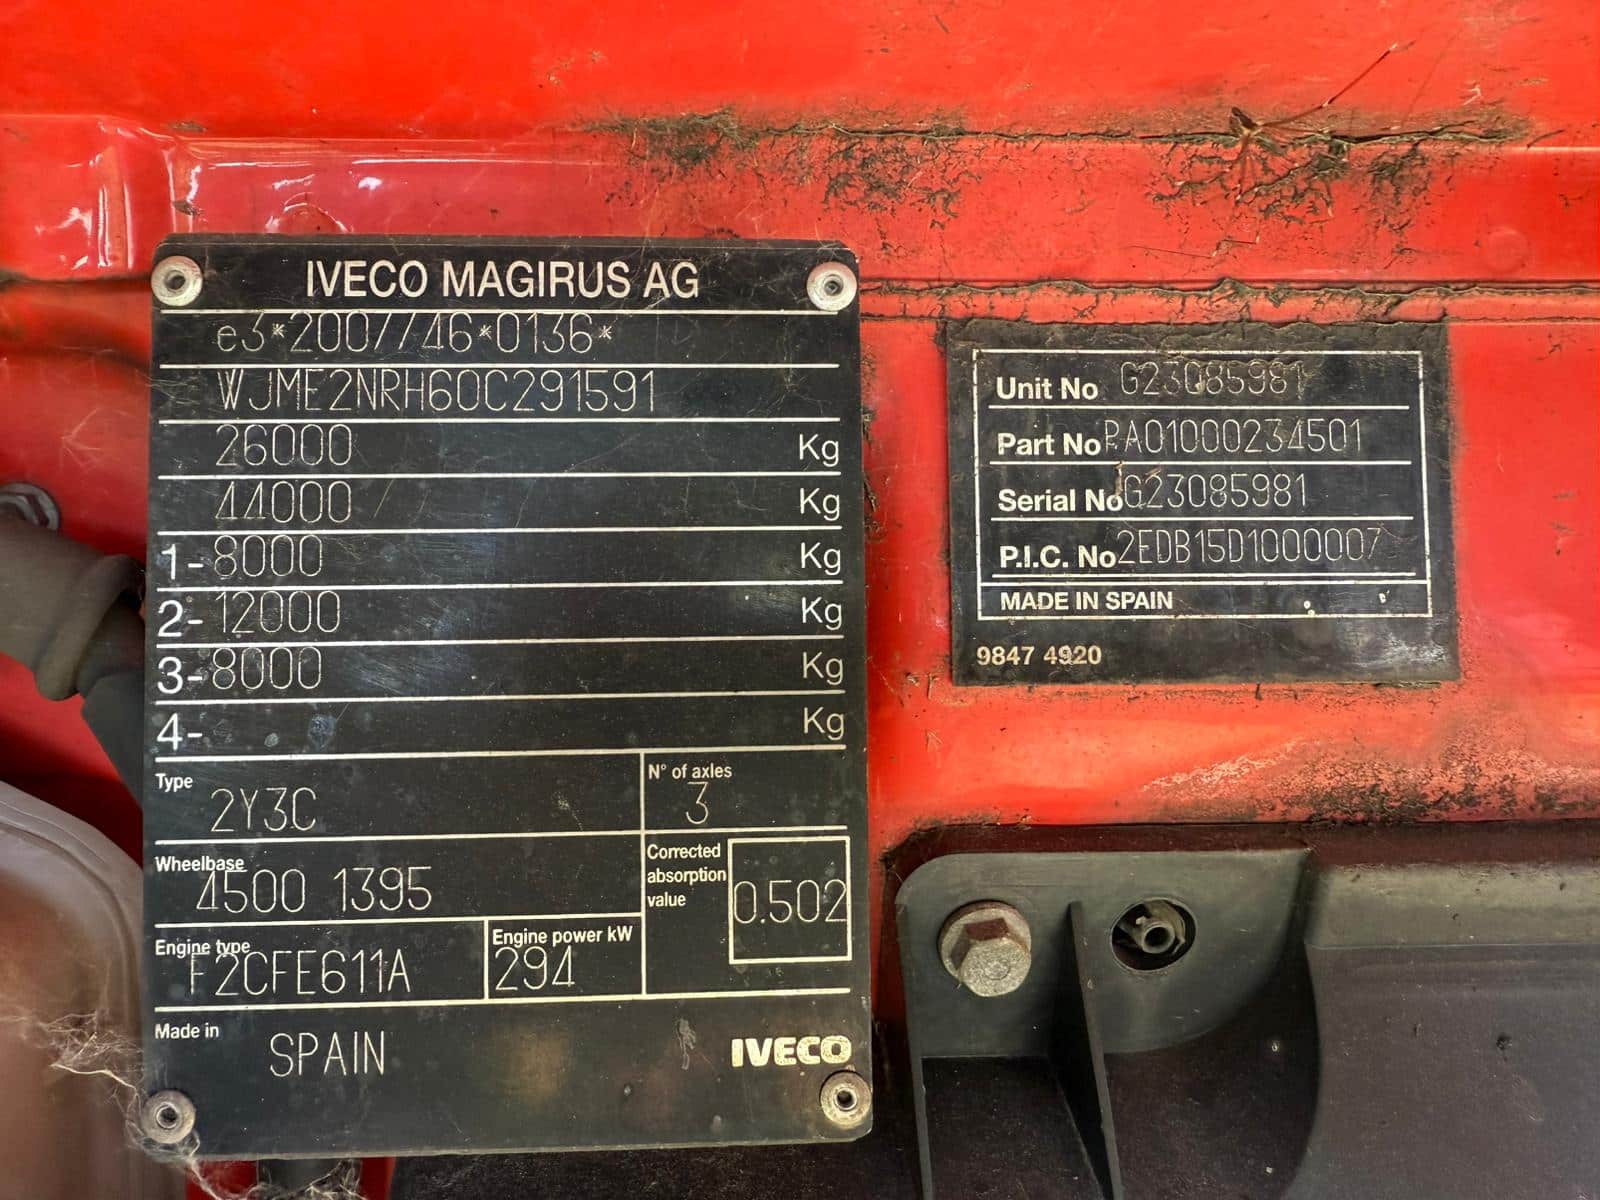 IVECO MAGIRUS AG
e3*2007/46*0136*
WJME2NRH60C291591
26000 Kg
44000 Kg
1- 8000 Kg
2- 12000 Kg
3- 8000 Kg
4- Kg
Type 2Y3C
N° of axles 3
Wheelbase 4500 1395
Corrected absorption value 0.502
Engine type F2CFE611A
Engine power kW 294
Made in SPAIN
IVECO
Unit No G23085981
Part No PA01000234501
Serial No G23085981
P.I.C. No 2EDB15D1000007
MADE IN SPAIN
9847 4920